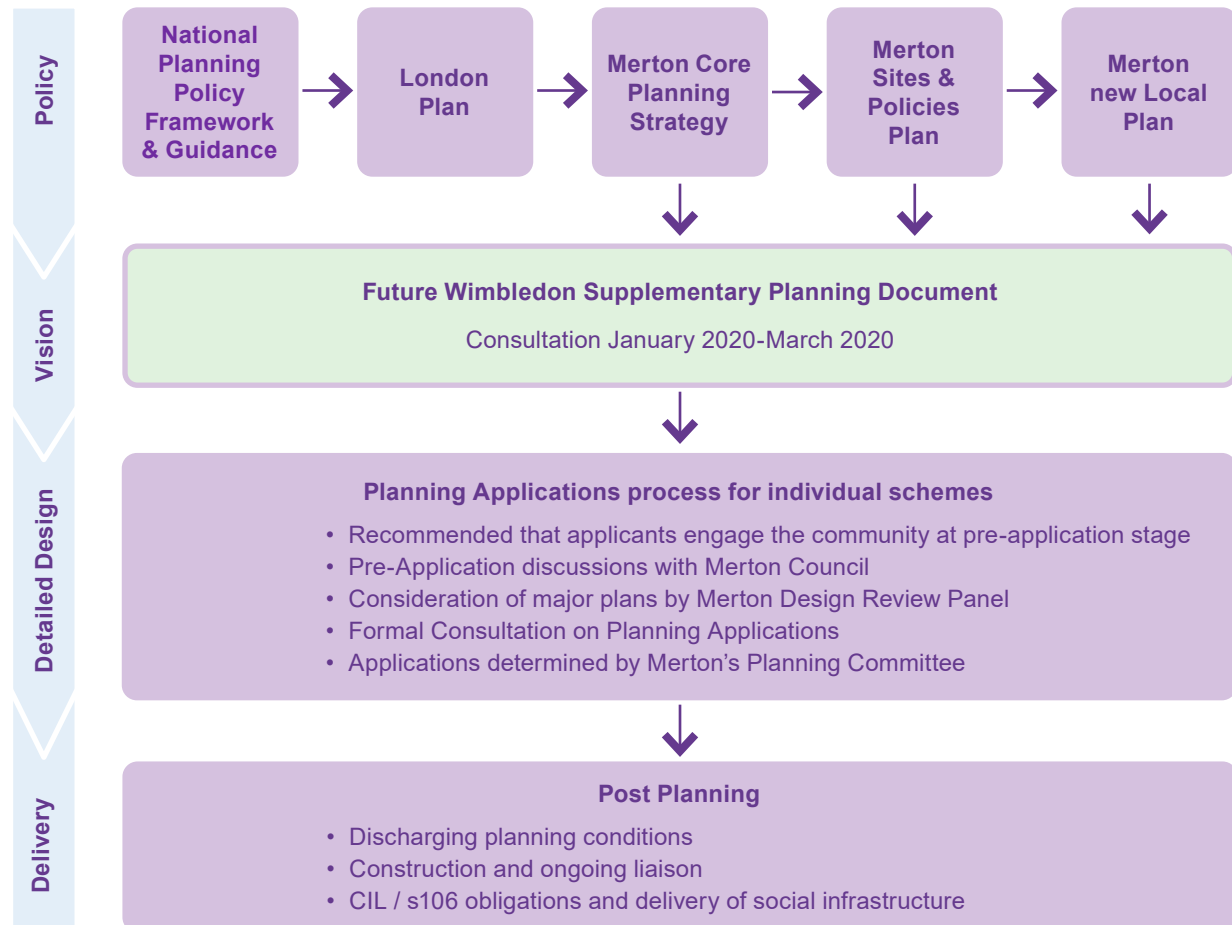 Policy
National
Planning
Policy
Framework
& Guidance
London
Plan
Merton Core
Planning
Strategy
Merton
Sites &
Policies
Plan
Merton
new Local
Plan
Vision
Future Wimbledon Supplementary Planning Document
Consultation January 2020-March 2020
Detailed Design
Planning Applications process for individual schemes
• Recommended that applicants engage the community at pre-application stage
• Pre-Application discussions with Merton Council
• Consideration of major plans by Merton Design Review Panel
• Formal Consultation on Planning Applications
• Applications determined by Merton’s Planning Committee
Delivery
Post Planning
• Discharging planning conditions
• Construction and ongoing liaison
• CIL / s106 obligations and delivery of social infrastructure